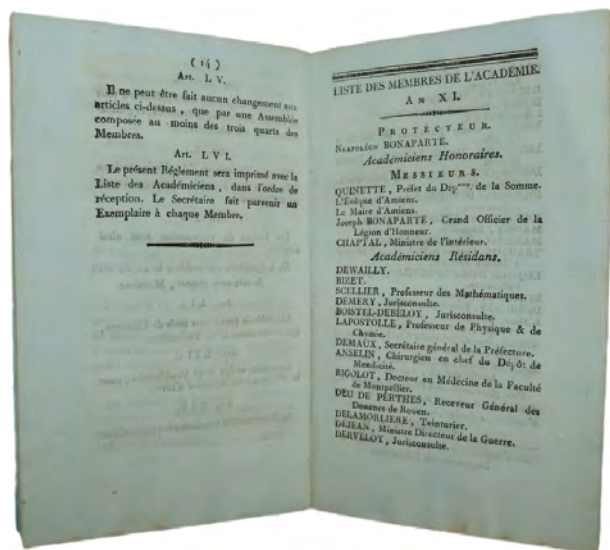 ( 14 )
Art. L V.
Il ne peut être fait aucun changement aux
articles ci-dessus , que par une Assemblée
composée au moins des trois quarts des
Membres.
Art. L V I.
Le présent Réglement sera imprimé avec la
Liste des Académiciens , dans l'ordre de
réception. Le Secrétaire fait parvenir un
Exemplaire à chaque Membre.
LISTE DES MEMBRES DE L'ACADÉMIE.
AN XI.
PROTECTEUR.
NAPOLÉON BONAPARTE.
Académiciens Honoraires.
MESSIEURS.
QUINETTE , Préfet du Dép. de la Somme.
L'Evêque d'Amiens.
Le Maire d'Amiens.
Joseph BONAPARTE , Grand Officier de la
Légion d'Honneur.
CHAPTAL , Ministre de l'intérieur.
Académiciens Résidans.
DEWAILLY.
BIZET.
SCELLIER , Professeur des Mathématiques.
DEMERY , Jurisconsulte.
BOISTEL-DEBELOY , Jurisconsulte.
LAPOSTOLLE , Professeur de Physique & de
Chymie.
DEMAUX , Secrétaire général de la Préfecture.
ANSELIN , Chirurgien en chef du Dépôt de
Mendicité.
RIGOLOT , Docteur en Médecine de la Faculté
de Montpellier.
DEU DE PERTHES , Receveur Général des
Douanes de Rouen.
DELAMORLIERE , Teinturier.
DEJEAN , Ministre Directeur de la Guerre.
DERVELOY , Jurisconsulte.